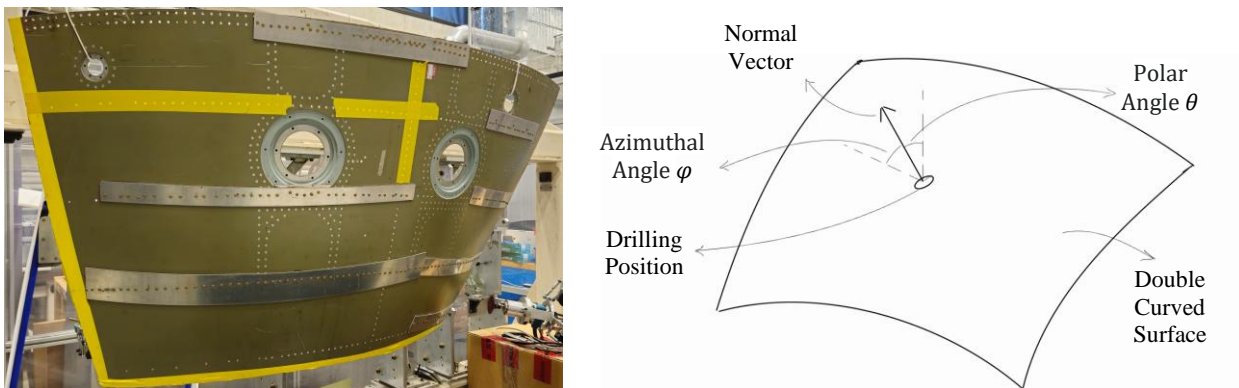 Normal
Vector
Polar
Angle θ
Azimuthal
Angle φ
Drilling
Position
Double
Curved
Surface